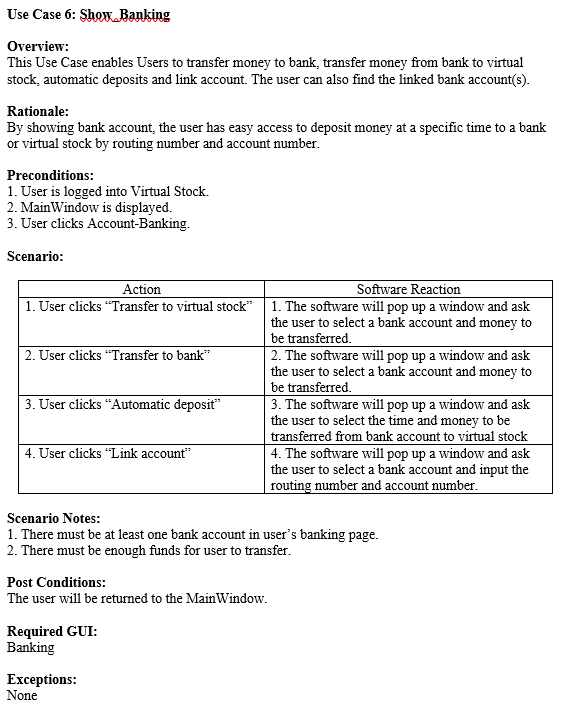 Use Case 6: Show_Banking
Overview:
This Use Case enables Users to transfer money to bank, transfer money from bank to virtual
stock, automatic deposits and link account. The user can also find the linked bank account(s).
Rationale:
By showing bank account, the user has easy access to deposit money at a specific time to a bank
or virtual stock by routing number and account number.
Preconditions:
1. User is logged into Virtual Stock.
2. MainWindow is displayed.
3. User clicks Account-Banking.
Scenario:
Action
Software Reaction
1. User clicks “Transfer to virtual stock”
1. The software will pop up a window and ask
the user to select a bank account and money to
be transferred.
2. User clicks “Transfer to bank”
2. The software will pop up a window and ask
the user to select a bank account and money to
be transferred.
3. User clicks “Automatic deposit”
3. The software will pop up a window and ask
the user to select the time and money to be
transferred from bank account to virtual stock
4. User clicks “Link account”
4. The software will pop up a window and ask
the user to select a bank account and input the
routing number and account number.
Scenario Notes:
1. There must be at least one bank account in user’s banking page.
2. There must be enough funds for user to transfer.
Post Conditions:
The user will be returned to the MainWindow.
Required GUI:
Banking
Exceptions:
None